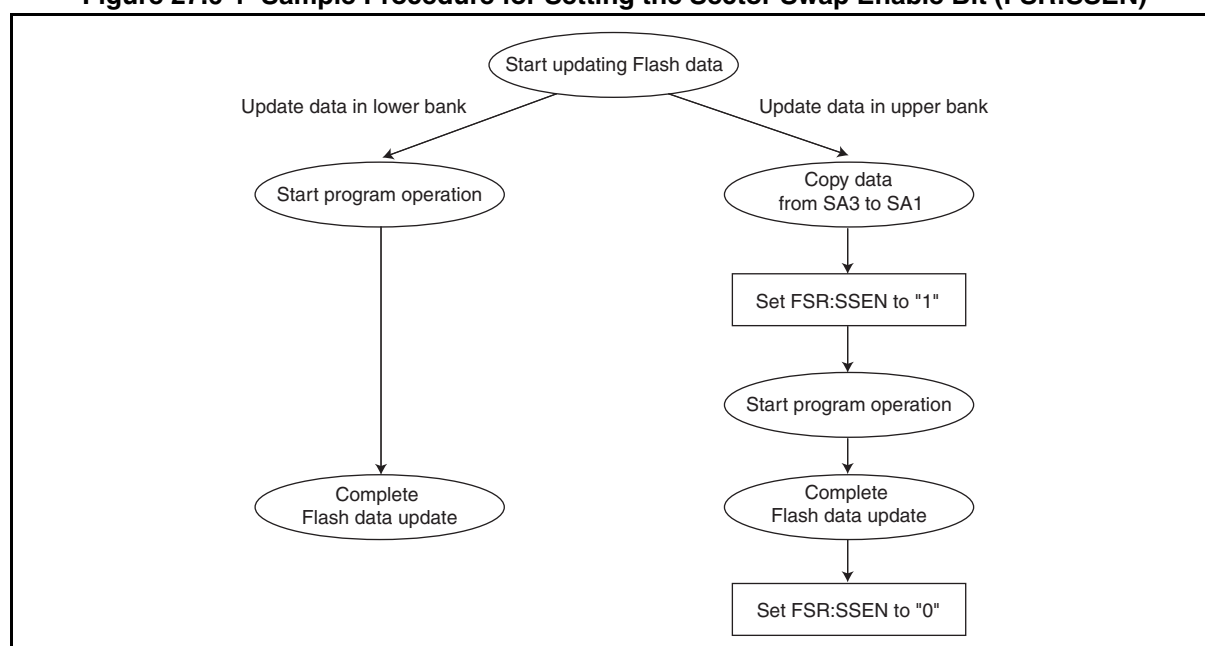 Figure 27.6-1 Sample Procedure for Setting the Sector Swap Enable Bit (FSR:SSEN)
Start updating Flash data
Update data in lower bank
Update data in upper bank
Start program operation
Copy data
from SA3 to SA1
Set FSR:SSEN to "1"
Start program operation
Complete
Flash data update
Complete
Flash data update
Set FSR:SSEN to "0"